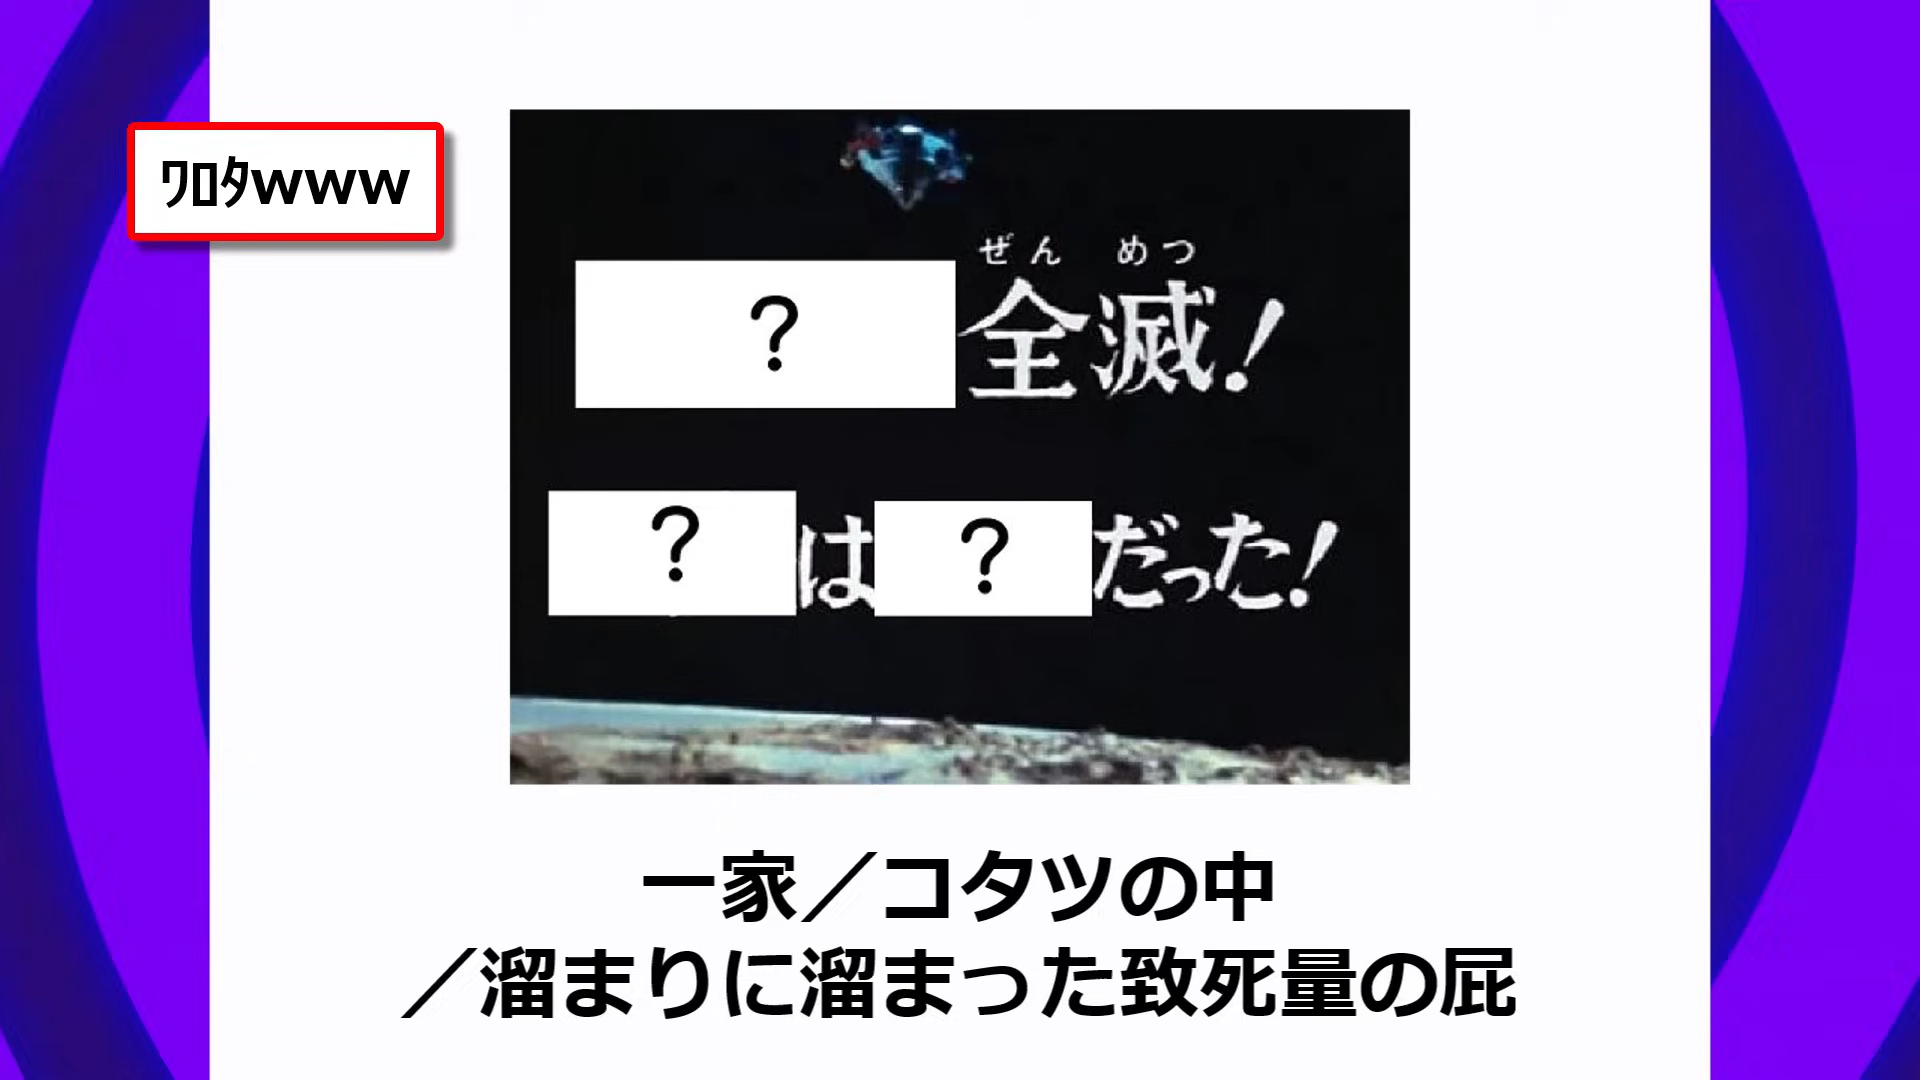 ﾜﾛﾀwww
ぜん めつ
？全滅！
？は？だった！
一家／コタツの中
／溜まりに溜まった致死量の屁